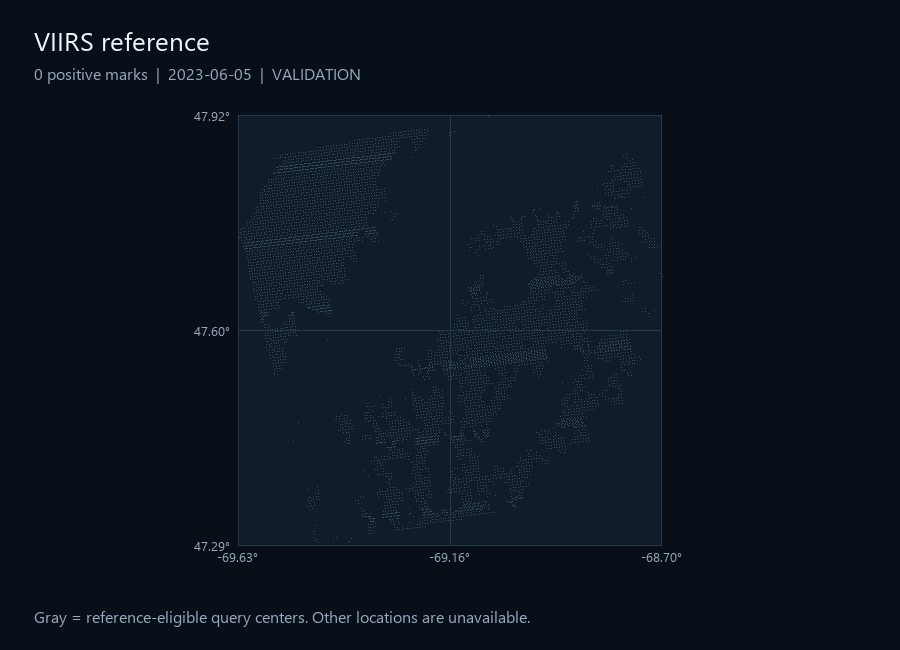 VIIRS reference
0 positive marks | 2023-06-05 | VALIDATION
47.92°
47.60°
47.29°
-69.63°
-69.16°
-68.70°
Gray = reference-eligible query centers. Other locations are unavailable.